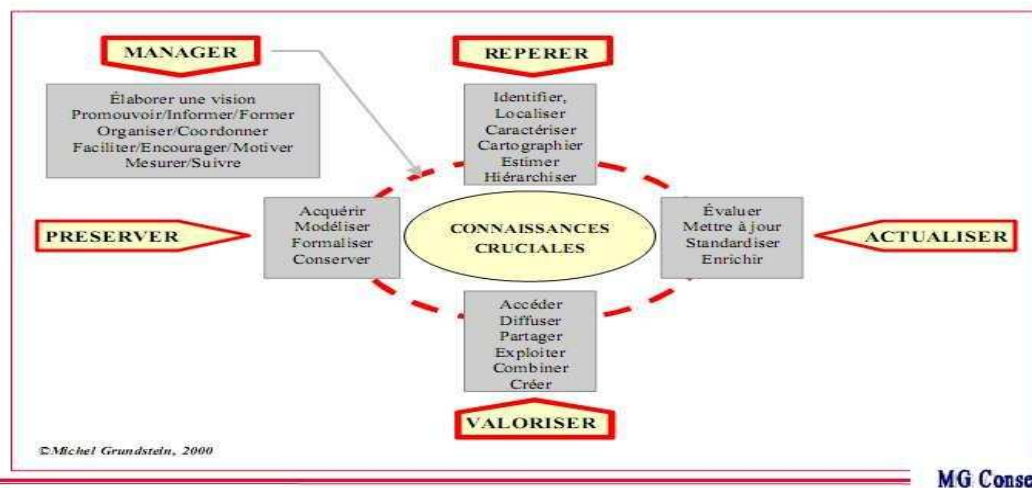 MANAGER
Élaborer une vision
Promouvoir/Informer/Former
Organiser/Coordonner
Faciliter/Encourager/Motiver
Mesurer/Suivre
REPERER
Identifier,
Localiser
Caractériser
Cartographier
Estimer
Hiérarchiser
PRESERVER
Acquérir
Modéliser
Formaliser
Conserver
CONNAISSANCES
CRUCIALES
Évaluer
Mettre à jour
Standardiser
Enrichir
ACTUALISER
Accéder
Diffuser
Partager
Exploiter
Combiner
Créer
VALORISER
©Michel Grundstein, 2000
MG Conse